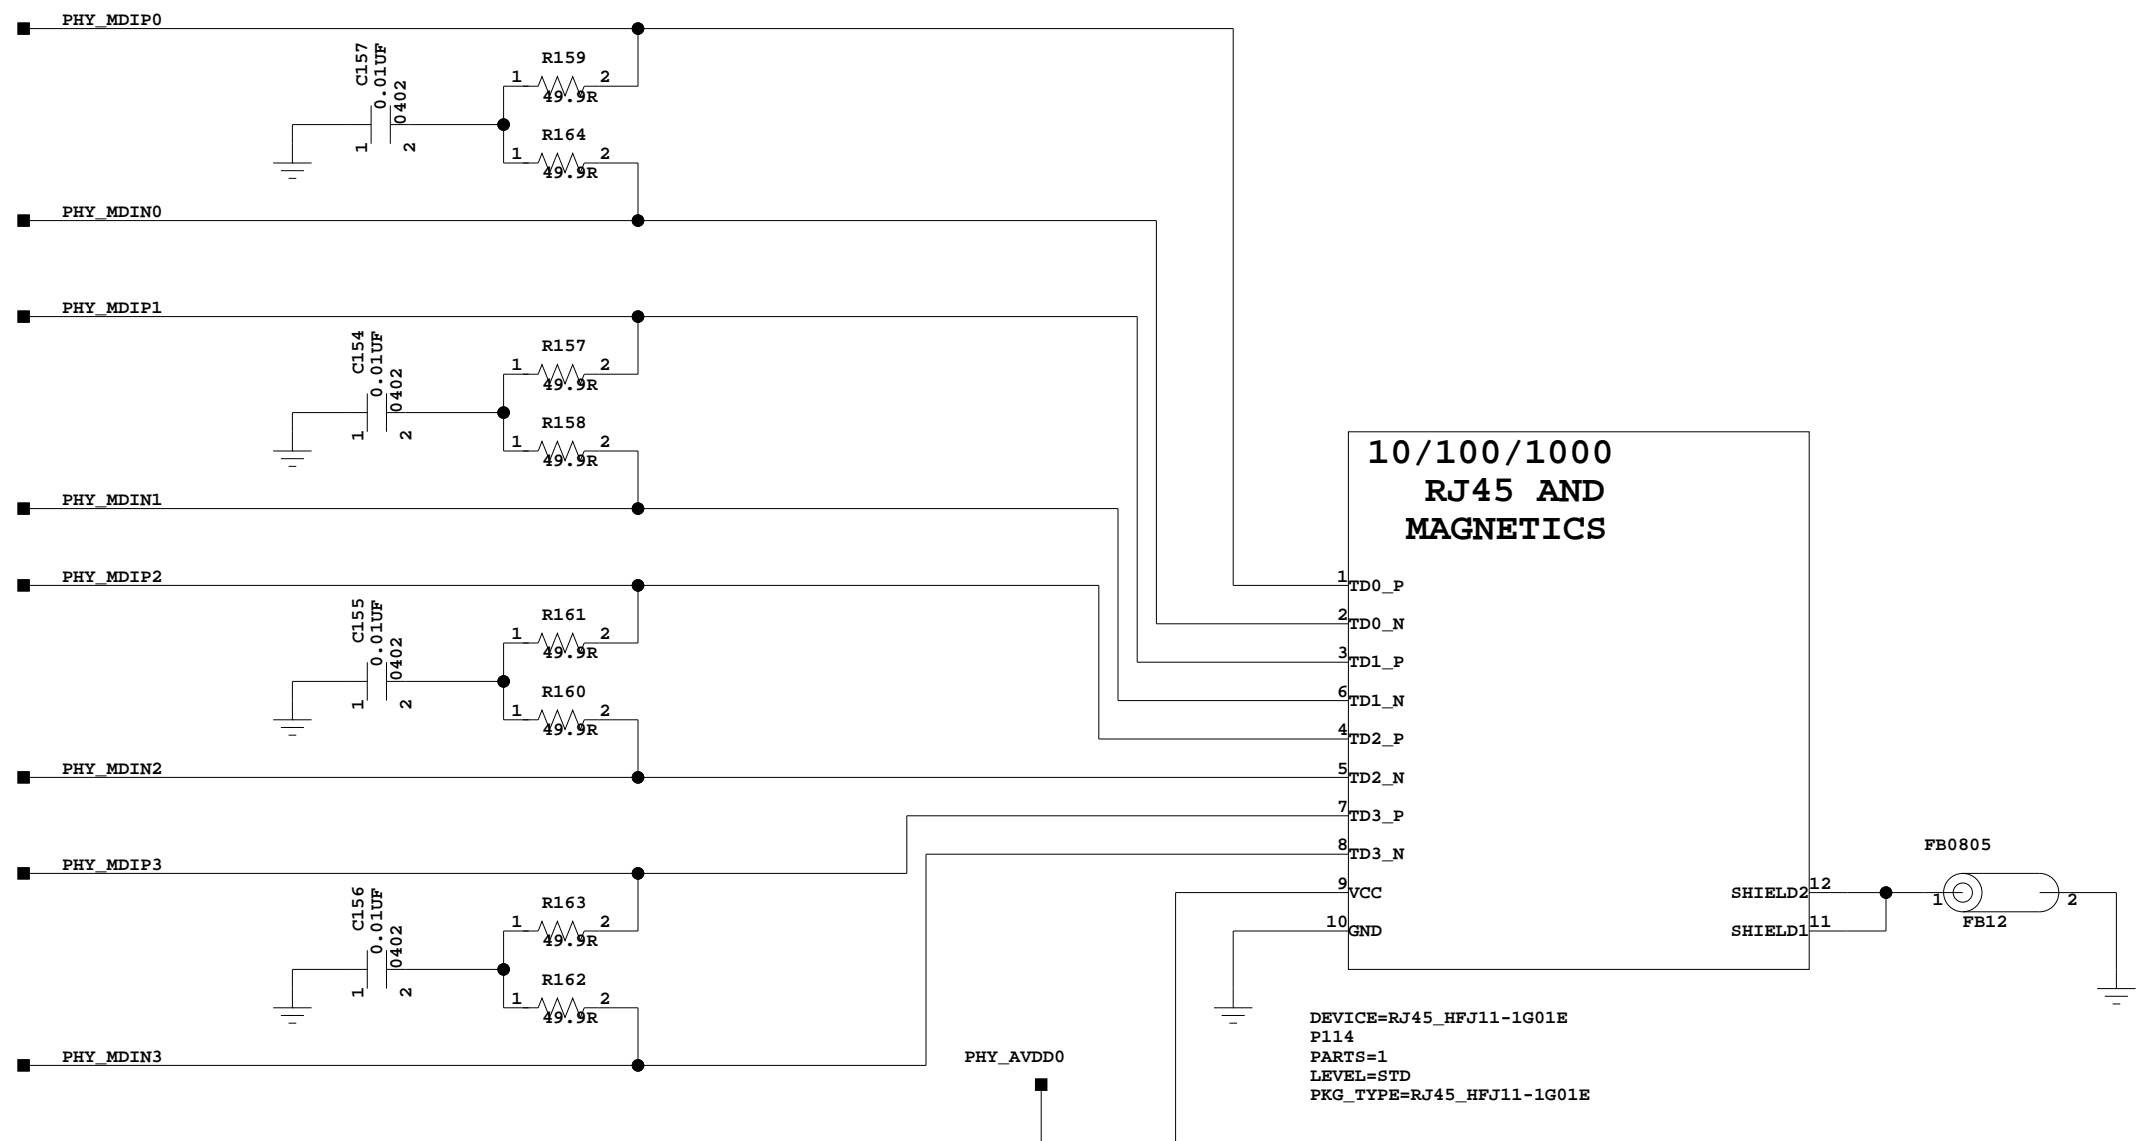 PHY_MDIP0
C157
0.01UF
0402
1
2
R159
1
2
49.9R
R164
1
2
49.9R
PHY_MDIN0
PHY_MDIP1
C154
0.01UF
0402
1
2
R157
1
2
49.9R
R158
1
2
49.9R
PHY_MDIN1
PHY_MDIP2
C155
0.01UF
0402
1
2
R161
1
2
49.9R
R160
1
2
49.9R
PHY_MDIN2
PHY_MDIP3
C156
0.01UF
0402
1
2
R163
1
2
49.9R
R162
1
2
49.9R
PHY_MDIN3
PHY_AVDD0
10/100/1000
RJ45 AND
MAGNETICS
1 TD0_P
2 TD0_N
3 TD1_P
6 TD1_N
4 TD2_P
5 TD2_N
7 TD3_P
8 TD3_N
9 VCC
10 GND
SHIELD2 12
SHIELD1 11
FB0805
1
2
FB12
DEVICE=RJ45_HFJ11-1G01E
P114
PARTS=1
LEVEL=STD
PKG_TYPE=RJ45_HFJ11-1G01E